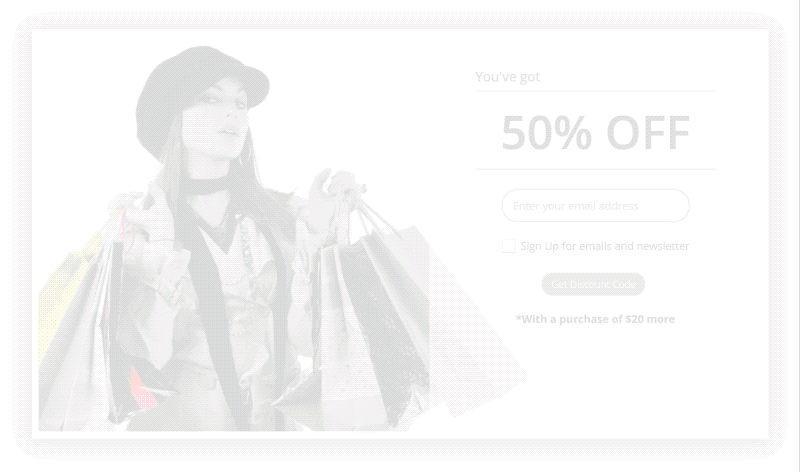 You've got
50% OFF
Enter your email address
Sign Up for emails and newsletter
Get Discount Code
*With a purchase of $20 more